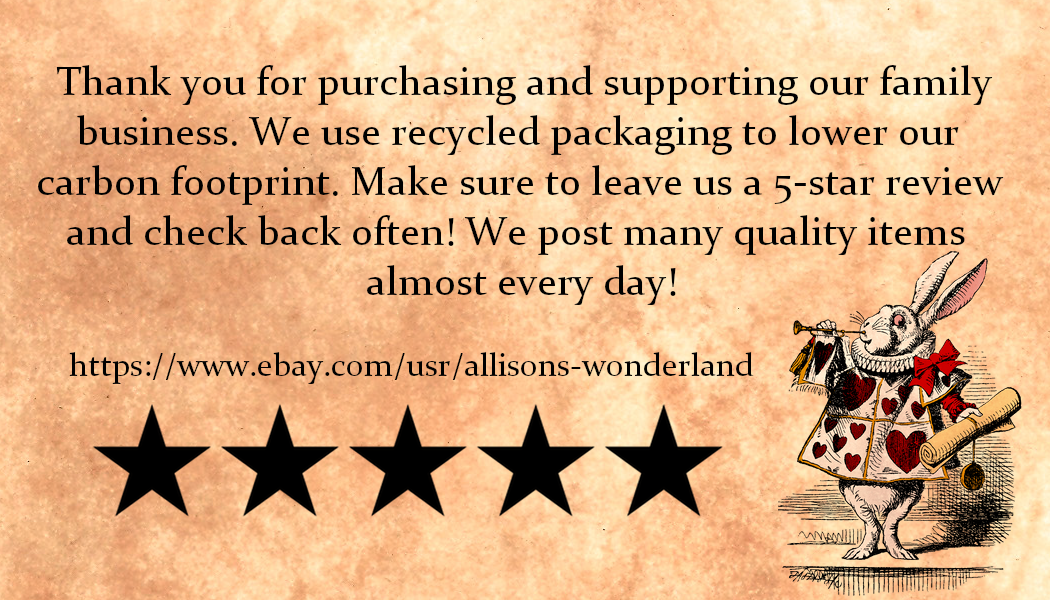 Thank you for purchasing and supporting our family
business. We use recycled packaging to lower our
carbon footprint. Make sure to leave us a 5-star review
and check back often! We post many quality items
almost every day!
https://www.ebay.com/usr/allisons-wonderland